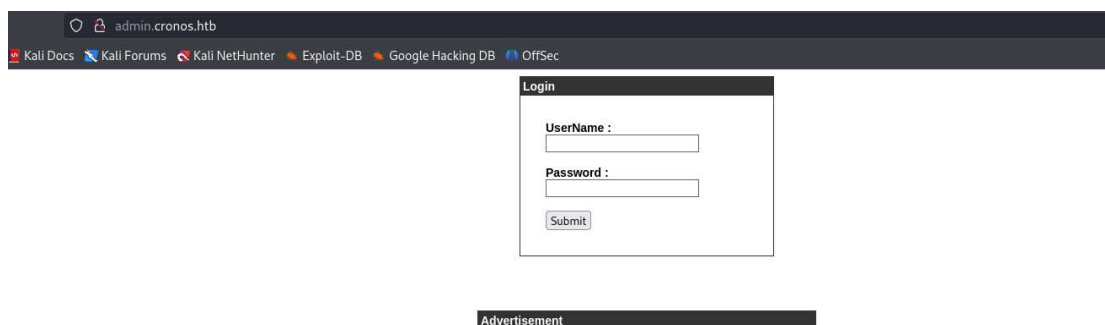 admin.cronos.htb
Kali Docs Kali Forums Kali NetHunter Exploit-DB Google Hacking DB OffSec
Login
UserName :
Password :
Submit
Advertisement